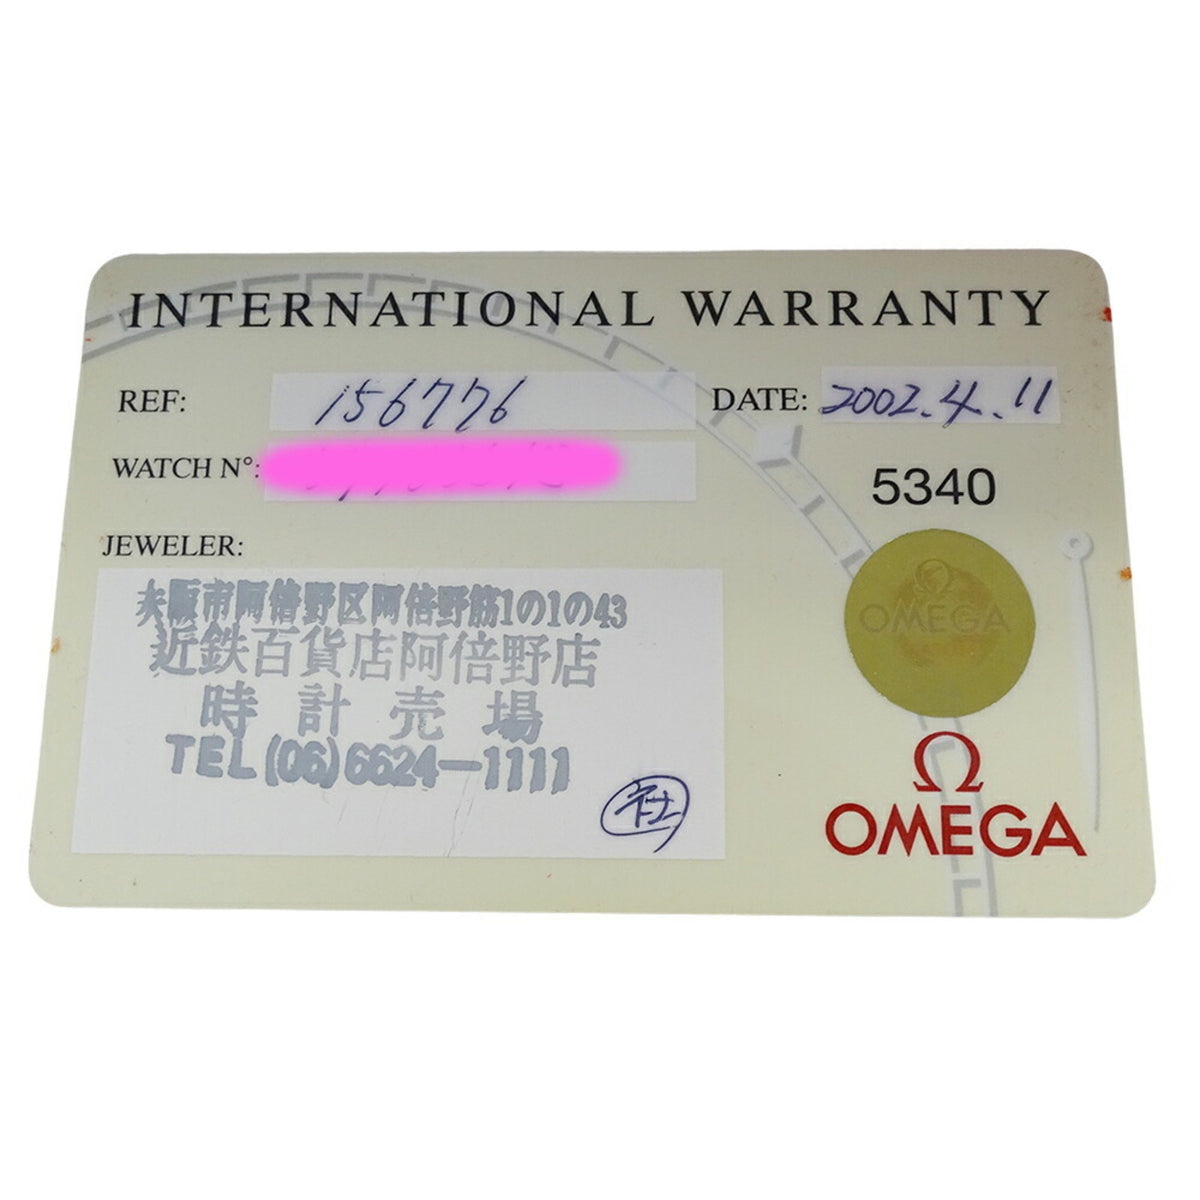 INTERNATIONAL WARRANTY
REF: 156776
DATE: 2002.4.11
WATCH N°:
5340
JEWELER:
大阪市阿倍野区阿倍野筋1の1の43
近鉄百貨店阿倍野店
時計売場
TEL (06)6624-1111
社
OMEGA
Ω
OMEGA